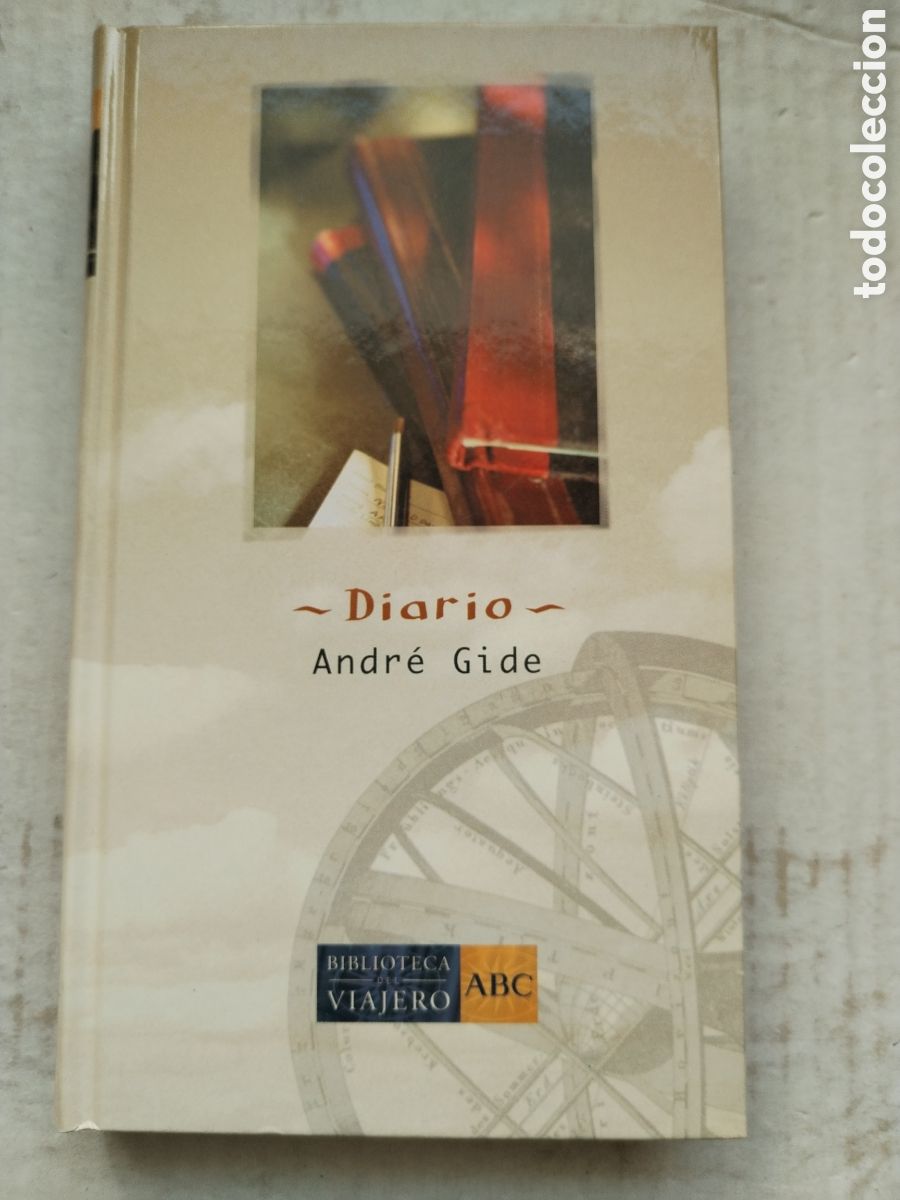 todocoleccion
~ Diario ~
André Gide
BIBLIOTECA
DEL
VIAJERO
ABC